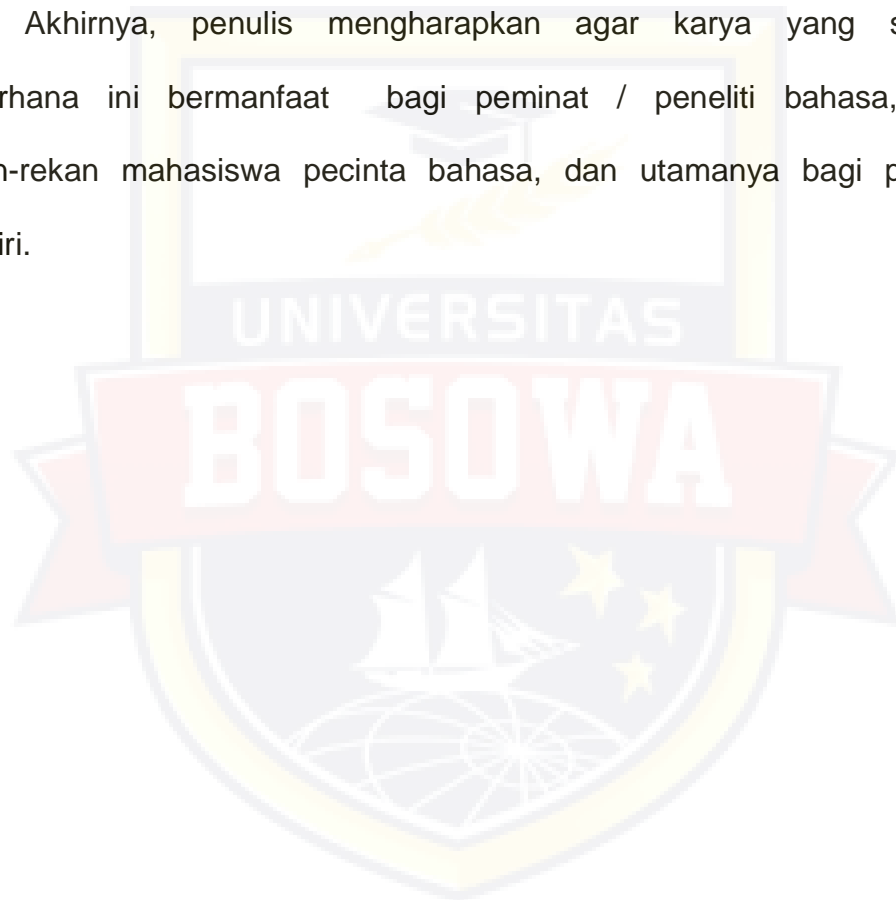 Akhirnya, penulis mengharapkan agar karya yang s
rhana ini bermanfaat bagi peminat / peneliti bahasa,
n-rekan mahasiswa pecinta bahasa, dan utamanya bagi p
iri.
UNIVERSITAS
BOSOWA